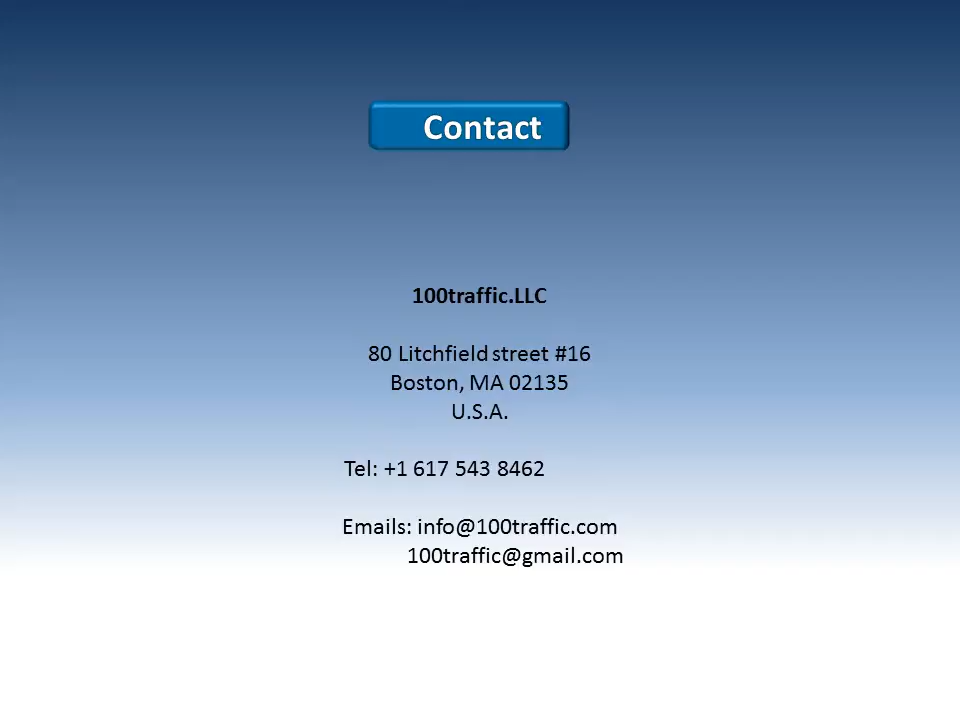 Contact
100traffic.LLC
80 Litchfield street #16
Boston, MA 02135
U.S.A.
Tel: +1 617 543 8462
Emails: info@100traffic.com
100traffic@gmail.com